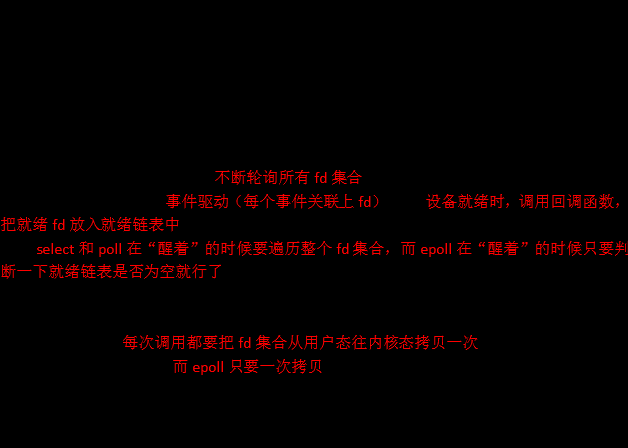 不断轮询所有 fd 集合
事件驱动（每个事件关联上 fd） 设备就绪时，调用回调函数，
把就绪 fd 放入就绪链表中
select 和 poll 在“醒着”的时候要遍历整个 fd 集合，而 epoll 在“醒着”的时候只要判
断一下就绪链表是否为空就行了
每次调用都要把 fd 集合从用户态往内核态拷贝一次
而 epoll 只要一次拷贝